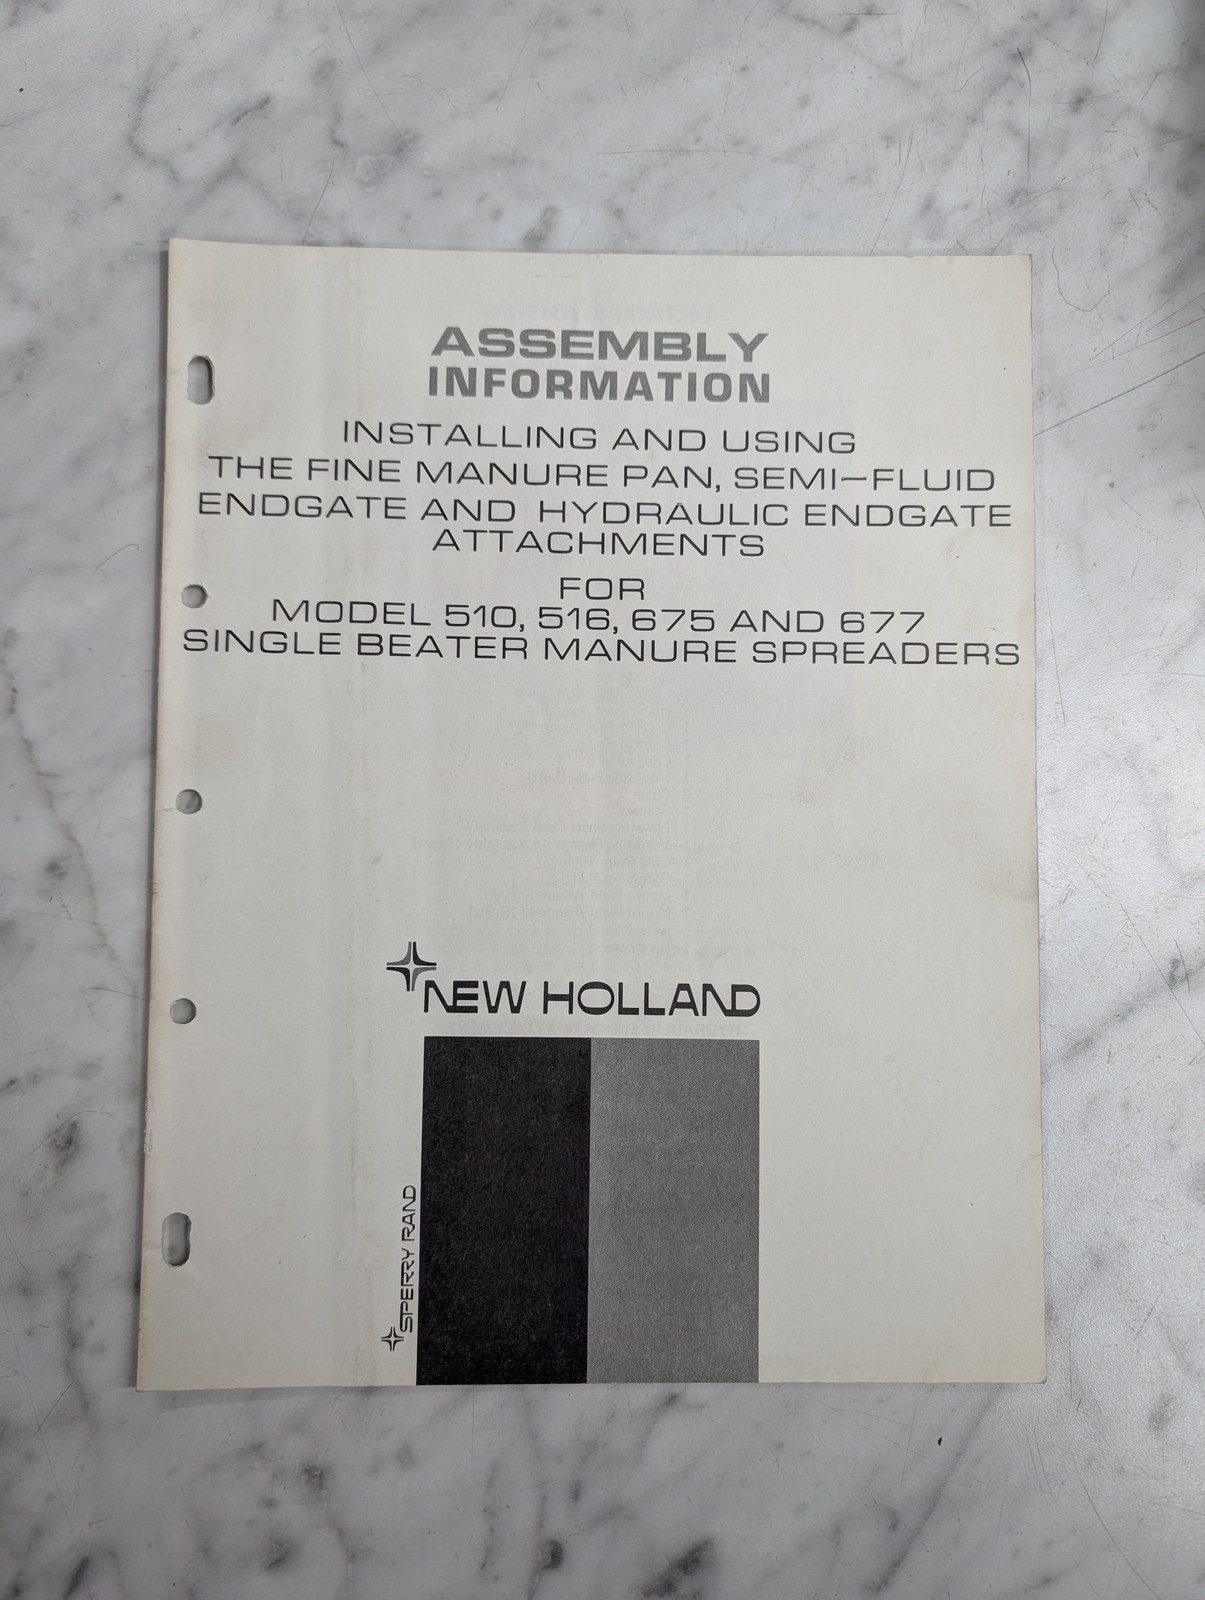 ASSEMBLY
INFORMATION
INSTALLING AND USING
THE FINE MANURE PAN, SEMI-FLUID
ENDGATE AND HYDRAULIC ENDGATE
ATTACHMENTS
FOR
MODEL 510, 516, 675 AND 677
SINGLE BEATER MANURE SPREADERS
NEW HOLLAND
SPERRY RAND